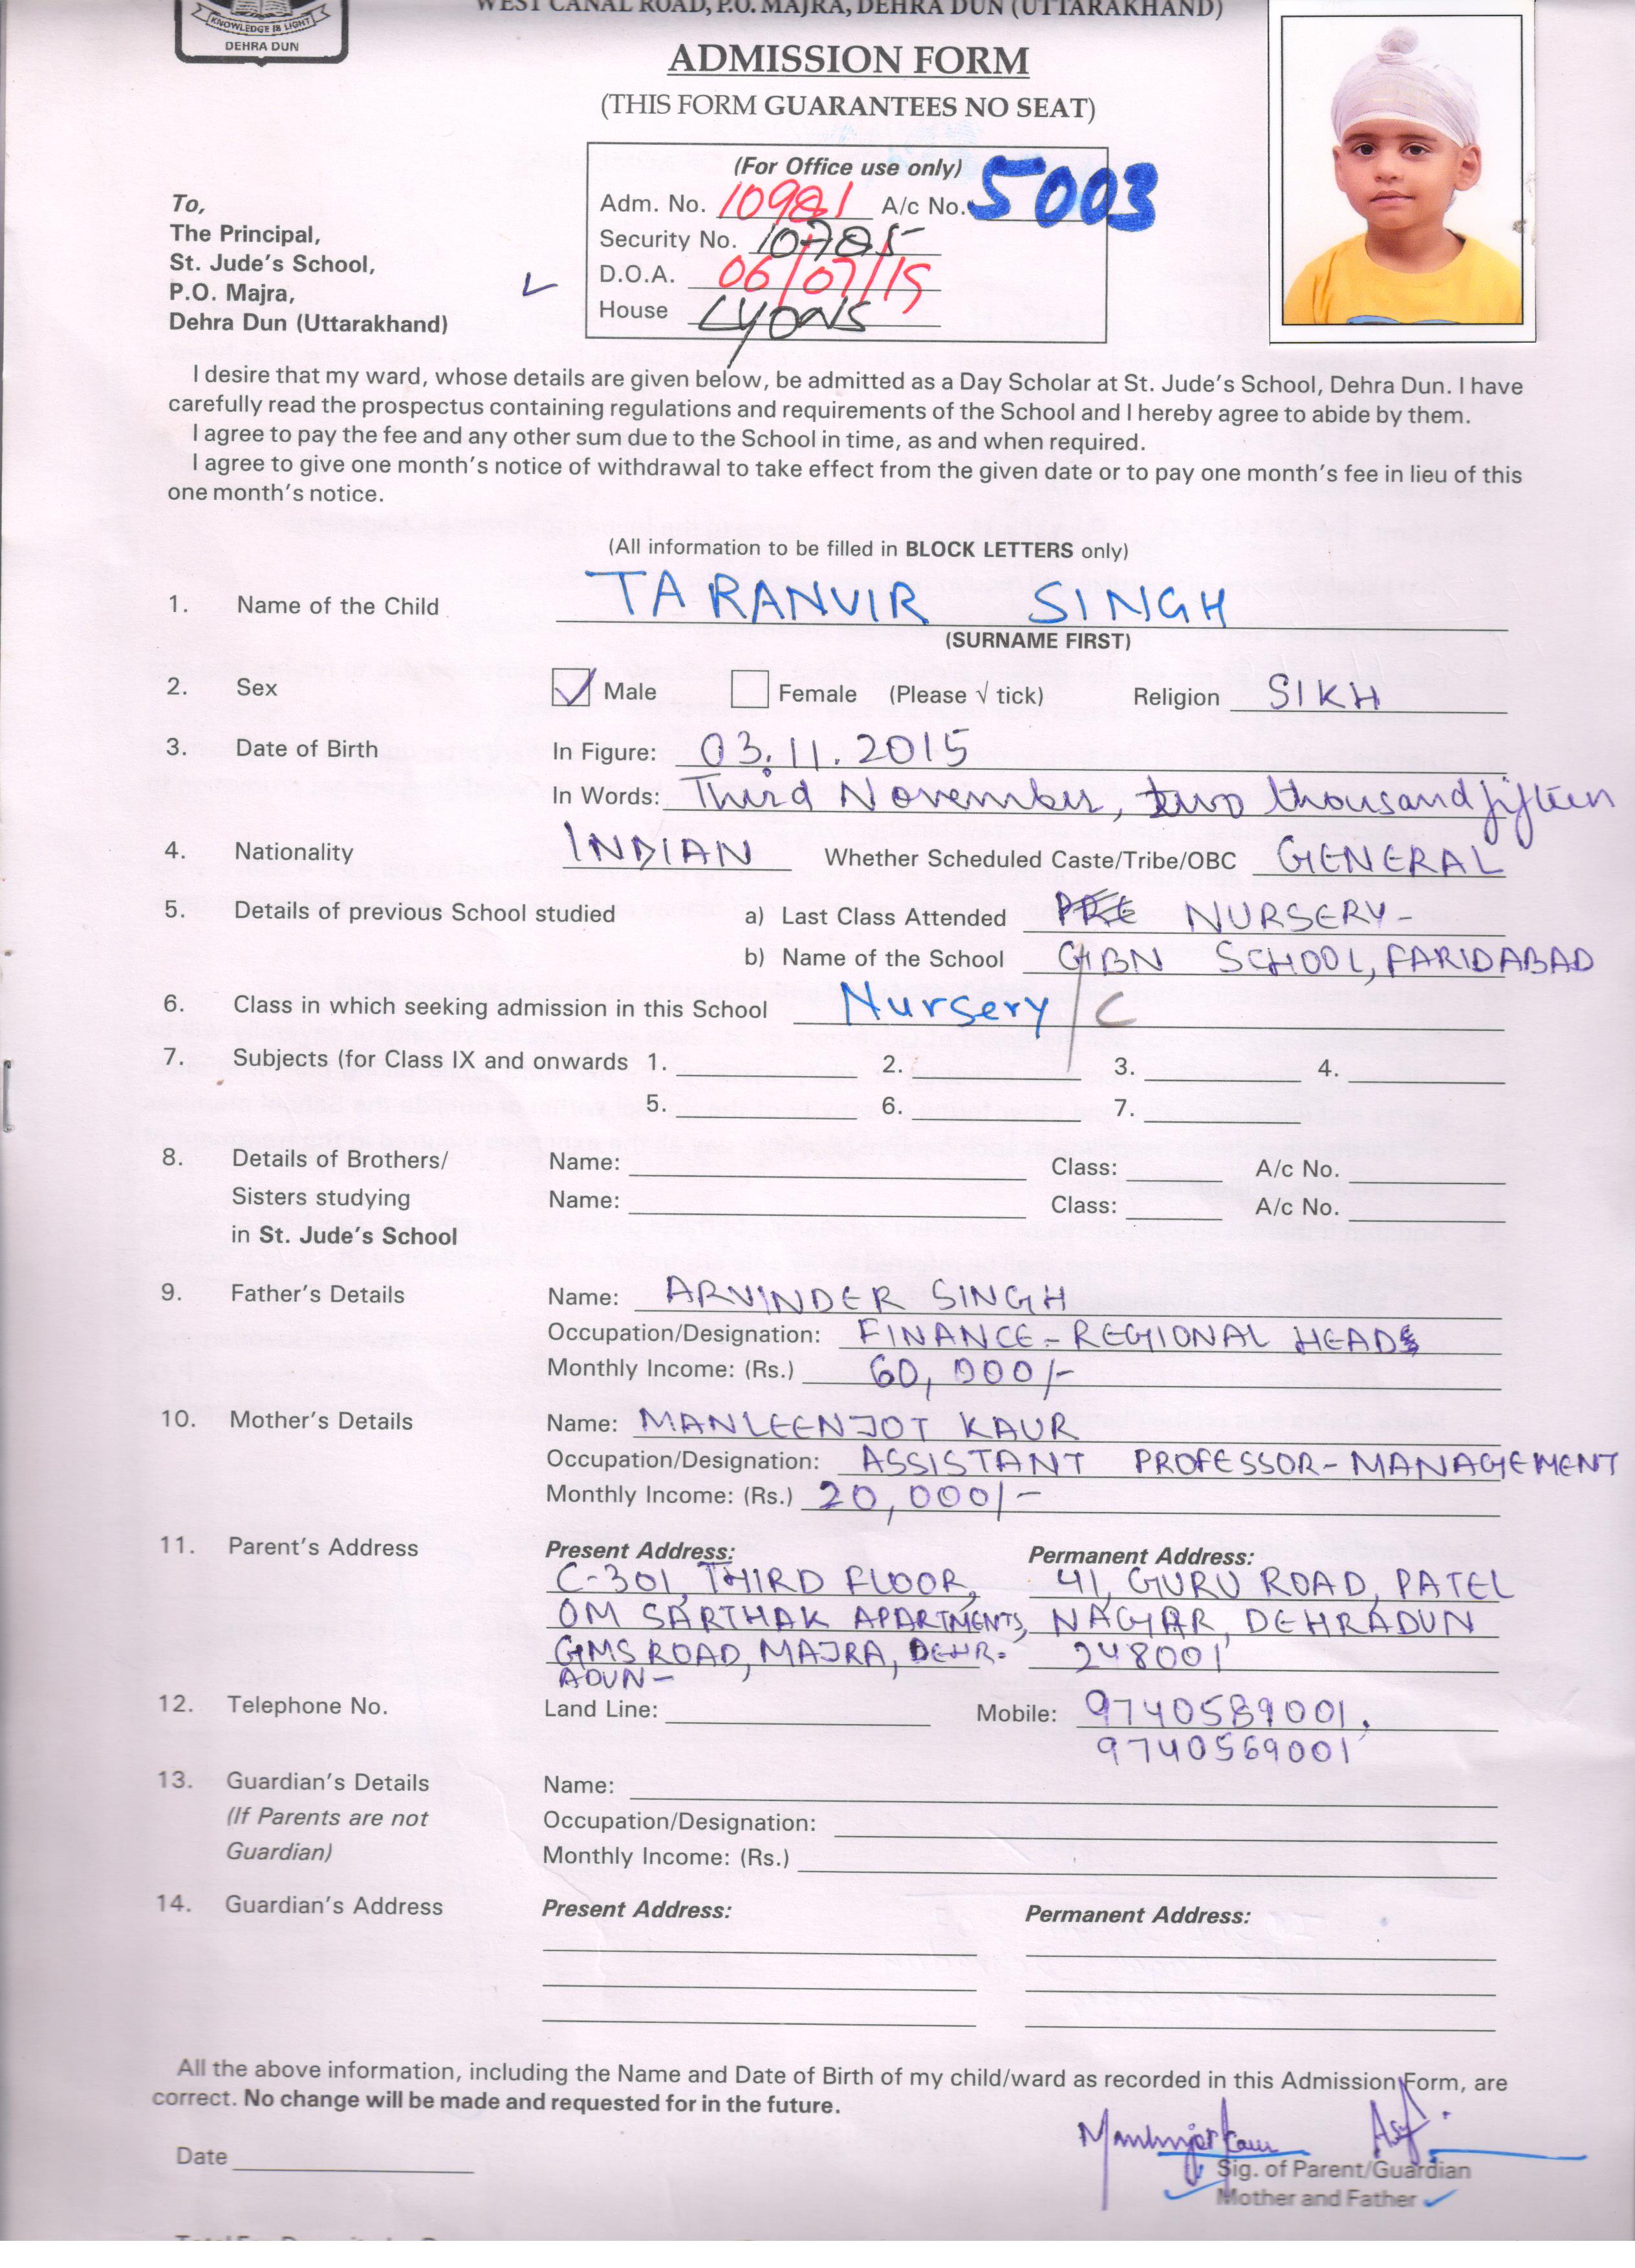 KNOWLEDGE IS LIGHT
DEHRA DUN
WEST CANAL ROAD, P.O. MAJRA, DEHRA DUN (UTTARAKHAND)
ADMISSION FORM
(THIS FORM GUARANTEES NO SEAT)
(For Office use only)
Adm. No. 10981 A/c No. 5003
Security No. 10785
D.O.A. 06/07/19
House Lyons
To,
The Principal,
St. Jude's School,
P.O. Majra,
Dehra Dun (Uttarakhand)
I desire that my ward, whose details are given below, be admitted as a Day Scholar at St. Jude's School, Dehra Dun. I have
carefully read the prospectus containing regulations and requirements of the School and I hereby agree to abide by them.
I agree to pay the fee and any other sum due to the School in time, as and when required.
I agree to give one month's notice of withdrawal to take effect from the given date or to pay one month's fee in lieu of this
one month's notice.
(All information to be filled in BLOCK LETTERS only)
1. Name of the Child TARANVIR SINGH
(SURNAME FIRST)
2. Sex Male Female (Please √ tick) Religion SIKH
3. Date of Birth In Figure: 03.11.2015
In Words: Third November, two thousand fifteen
4. Nationality INDIAN Whether Scheduled Caste/Tribe/OBC GENERAL
5. Details of previous School studied a) Last Class Attended PRE NURSERY-
b) Name of the School GBN SCHOOL, FARIDABAD
6. Class in which seeking admission in this School Nursery / C
7. Subjects (for Class IX and onwards 1. 2. 3. 4.
5. 6. 7.
8. Details of Brothers/ Name: Class: A/c No.
Sisters studying Name: Class: A/c No.
in St. Jude's School
9. Father's Details Name: ARVINDER SINGH
Occupation/Designation: FINANCE - REGIONAL HEAD
Monthly Income: (Rs.) 60,000/-
10. Mother's Details Name: MANLEENJOT KAUR
Occupation/Designation: ASSISTANT PROFESSOR-MANAGEMENT
Monthly Income: (Rs.) 20,000/-
11. Parent's Address Present Address: Permanent Address:
C-301, THIRD FLOOR, 41, GURU ROAD, PATEL
OM SARTHAK APARTMENTS, NAGAR, DEHRADUN
GMS ROAD, MAJRA, DEHR- 248001
ADUN-
12. Telephone No. Land Line: Mobile: 9740589001,
9740569001
13. Guardian's Details Name:
(If Parents are not Occupation/Designation:
Guardian) Monthly Income: (Rs.)
14. Guardian's Address Present Address: Permanent Address:
All the above information, including the Name and Date of Birth of my child/ward as recorded in this Admission Form, are
correct. No change will be made and requested for in the future.
Manleenjot Kaur
Date Sig. of Parent/Guardian
Mother and Father